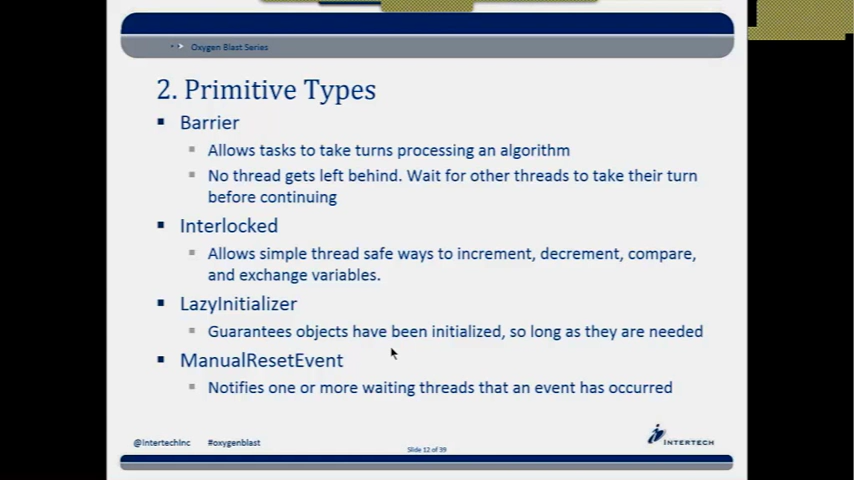 Oxygen Blast Series
2. Primitive Types
Barrier
Allows tasks to take turns processing an algorithm
No thread gets left behind. Wait for other threads to take their turn
before continuing
Interlocked
Allows simple thread safe ways to increment, decrement, compare,
and exchange variables.
LazyInitializer
Guarantees objects have been initialized, so long as they are needed
ManualResetEvent
Notifies one or more waiting threads that an event has occurred
@IntertechInc #oxygenblast
Slide 12 of 39
INTERTECH